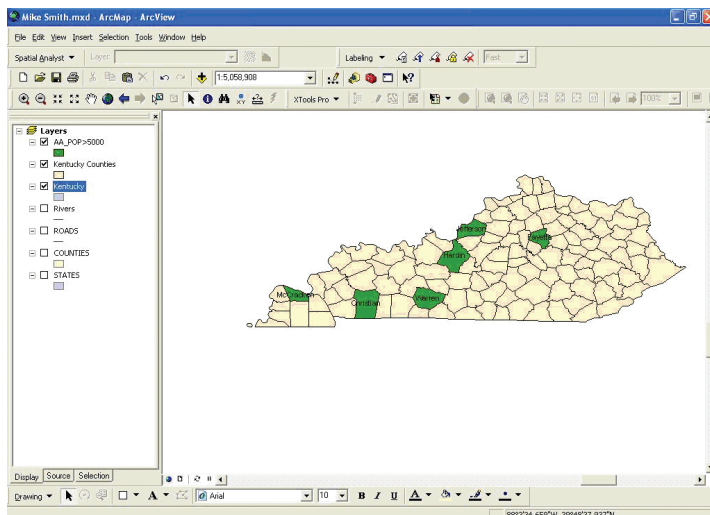 Mike Smith.mxd - ArcMap - ArcView
File Edit View Insert Selection Tools Window Help
Spatial Analyst Layer: Labeling Fast
1:5,058,908
XTools Pro 100%
Layers
AA_POP>5000
Kentucky Counties
Kentucky
Rivers
ROADS
COUNTIES
STATES
Jefferson
Fayette
Hardin
McCracken
Christian
Warren
Display Source Selection
Drawing A Arial 10 B I U A